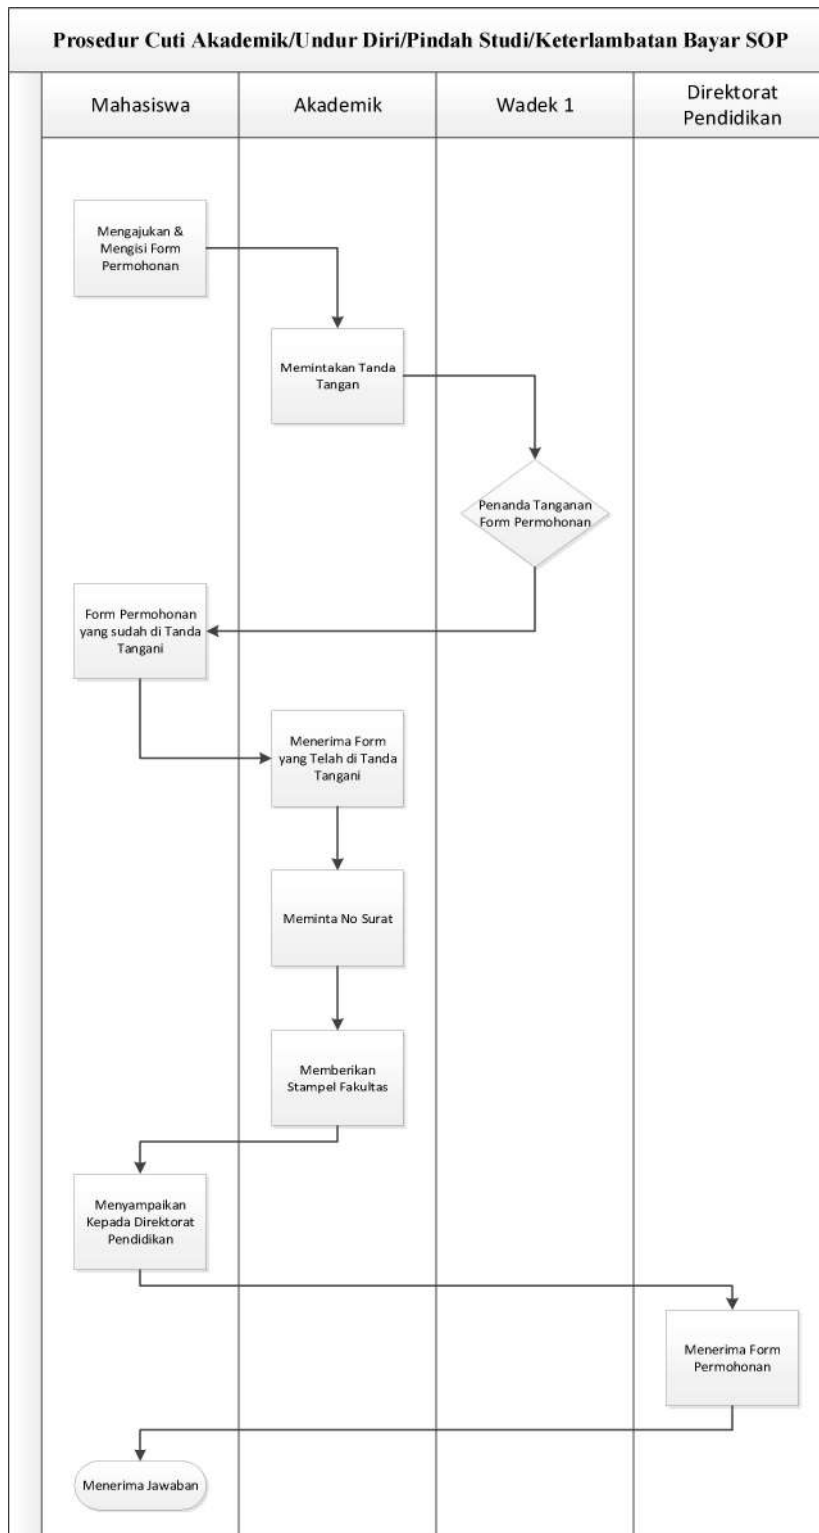 Prosedur Cuti Akademik/Undur Diri/Pindah Studi/Keterlambatan Bayar SOP
Mahasiswa
Akademik
Wadek 1
Direktorat
Pendidikan
Mengajukan &
Mengisi Form
Permohonan
Memintakan Tanda
Tangan
Penanda Tanganan
Form Permohonan
Form Permohonan
yang sudah di Tanda
Tangani
Menerima Form
yang Telah di Tanda
Tangani
Meminta No Surat
Memberikan
Stampel Fakultas
Menyampaikan
Kepada Direktorat
Pendidikan
Menerima Form
Permohonan
Menerima Jawaban